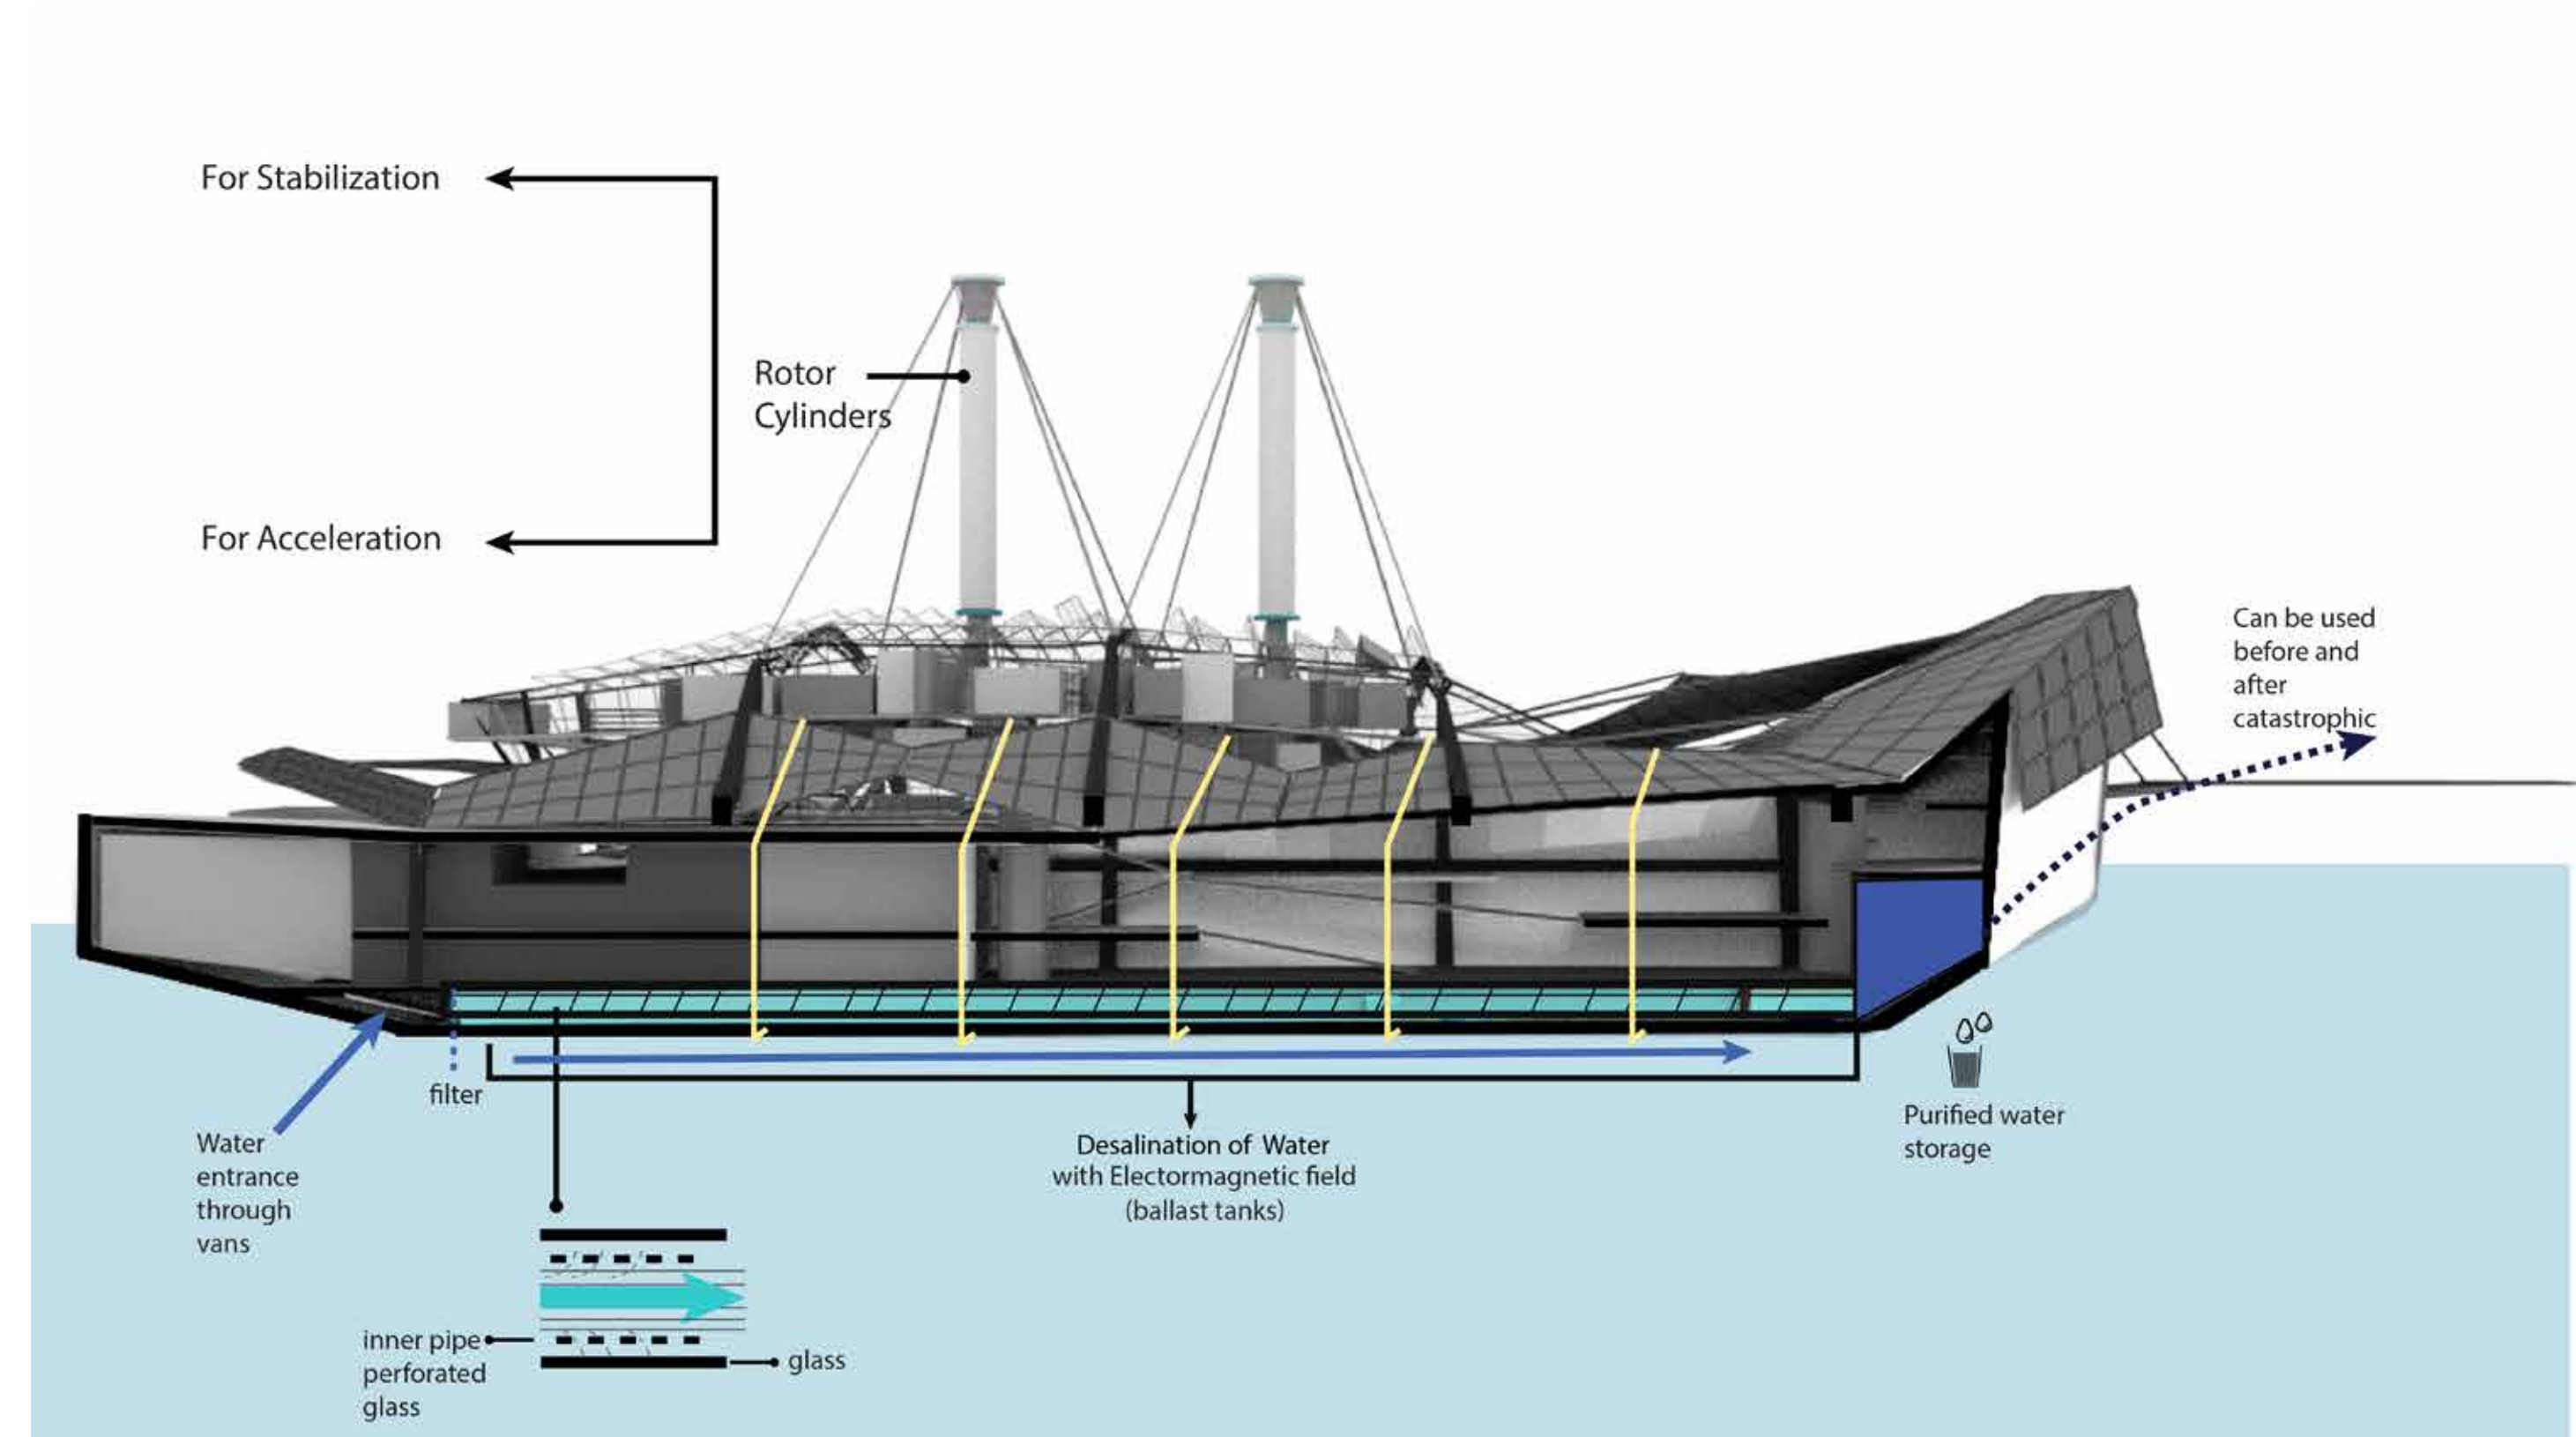 For Stabilization
Rotor
Cylinders
For Acceleration
Can be used
before and
after
catastrophic
filter
Water
entrance
through
vans
Desalination of Water
with Electormagnetic field
(ballast tanks)
Purified water
storage
inner pipe
perforated
glass
glass